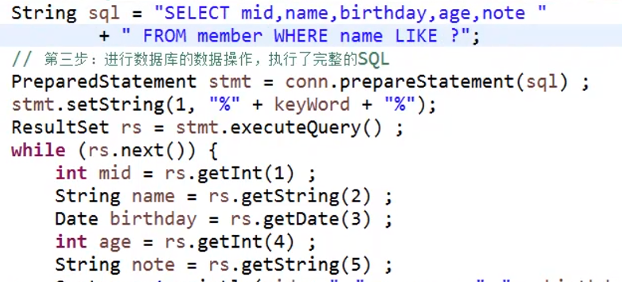 String sql = "SELECT mid,name,birthday,age,note "
+ " FROM member WHERE name LIKE ?";
// 第三步：进行数据库的数据操作，执行了完整的SQL
PreparedStatement stmt = conn.prepareStatement(sql) ;
stmt.setString(1, "%" + keyWord + "%");
ResultSet rs = stmt.executeQuery() ;
while (rs.next()) {
int mid = rs.getInt(1) ;
String name = rs.getString(2) ;
Date birthday = rs.getDate(3) ;
int age = rs.getInt(4) ;
String note = rs.getString(5) ;